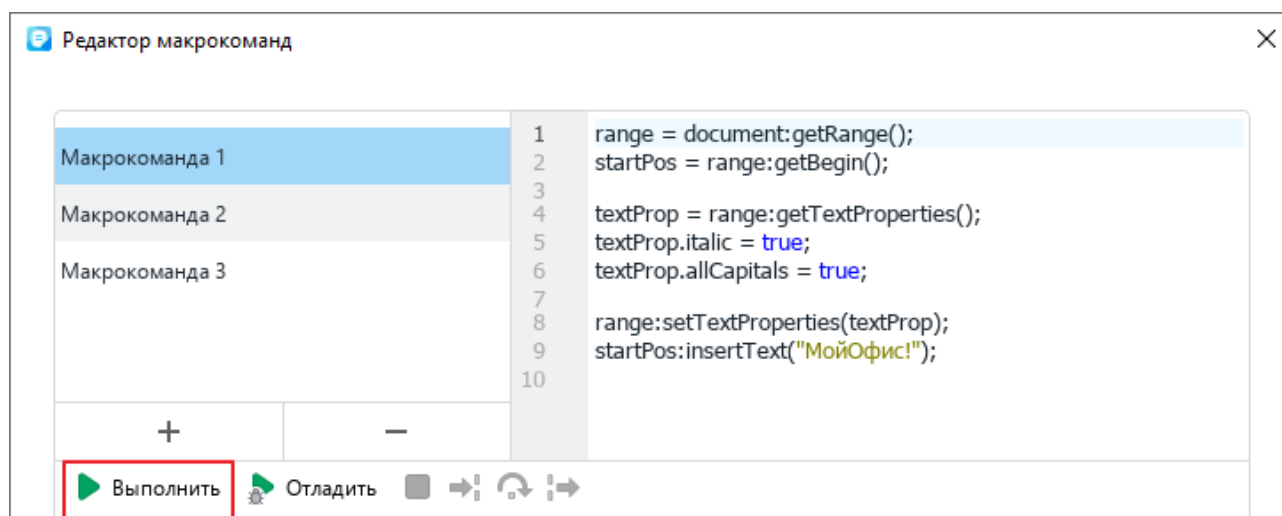 Редактор макрокоманд
Макрокоманда 1
Макрокоманда 2
Макрокоманда 3
1 range = document:getRange();
2 startPos = range:getBegin();
3
4 textProp = range:getTextProperties();
5 textProp.italic = true;
6 textProp.allCapitals = true;
7
8 range:setTextProperties(textProp);
9 startPos:insertText("МойОфис!");
10
+ −
Выполнить Отладить